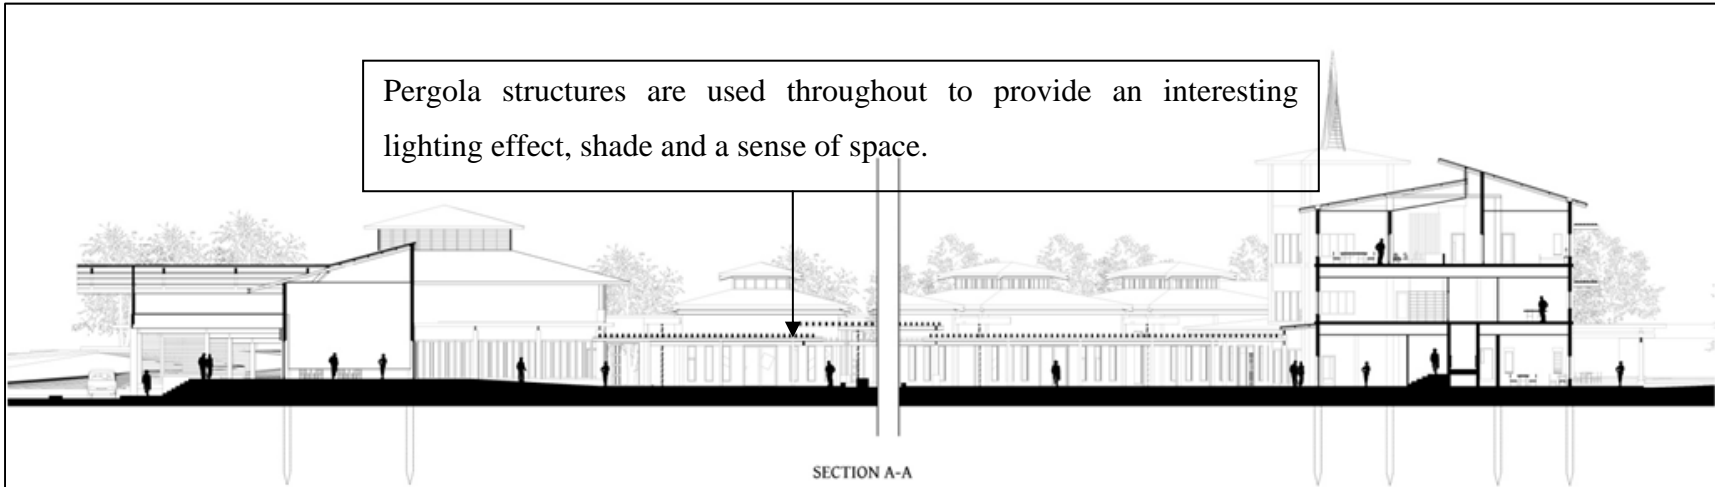 Pergola structures are used throughout to provide an interesting
lighting effect, shade and a sense of space.
SECTION A-A